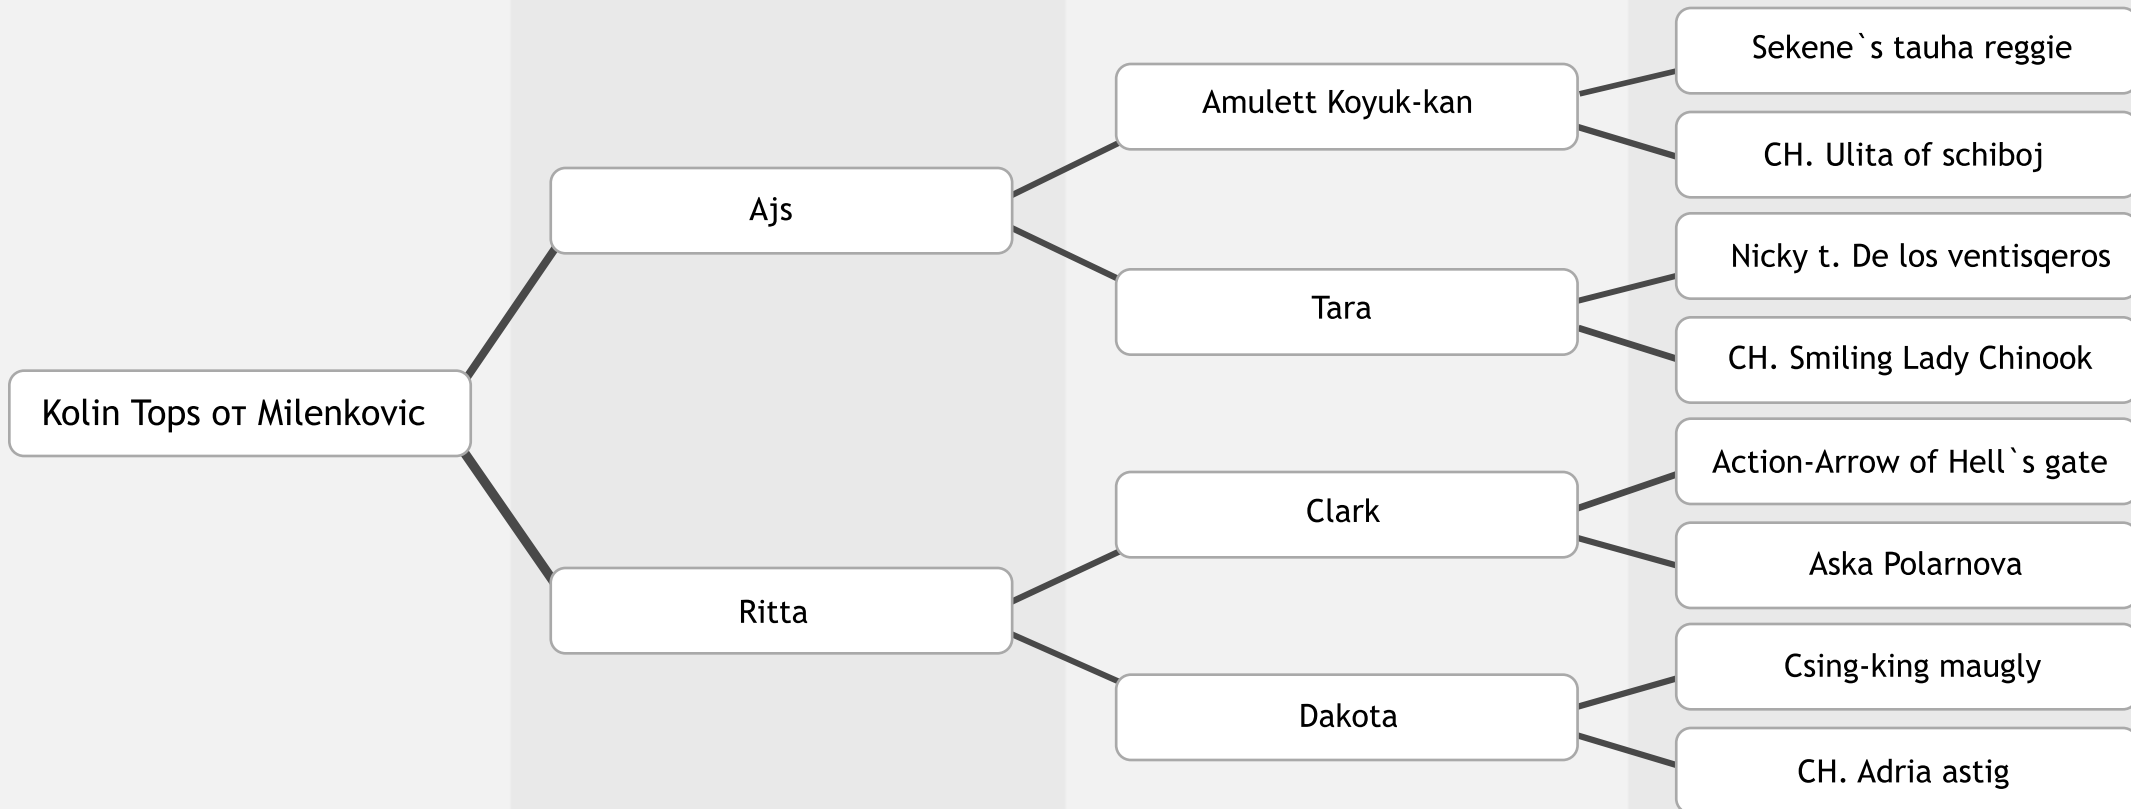 Sekene`s tauha reggie
Amulett Koyuk-kan
CH. Ulita of schiboj
Ajs
Nicky t. De los ventisqeros
Tara
CH. Smiling Lady Chinook
Kolin Tops от Milenkovic
Action-Arrow of Hell`s gate
Clark
Aska Polarnova
Ritta
Csing-king maugly
Dakota
CH. Adria astig